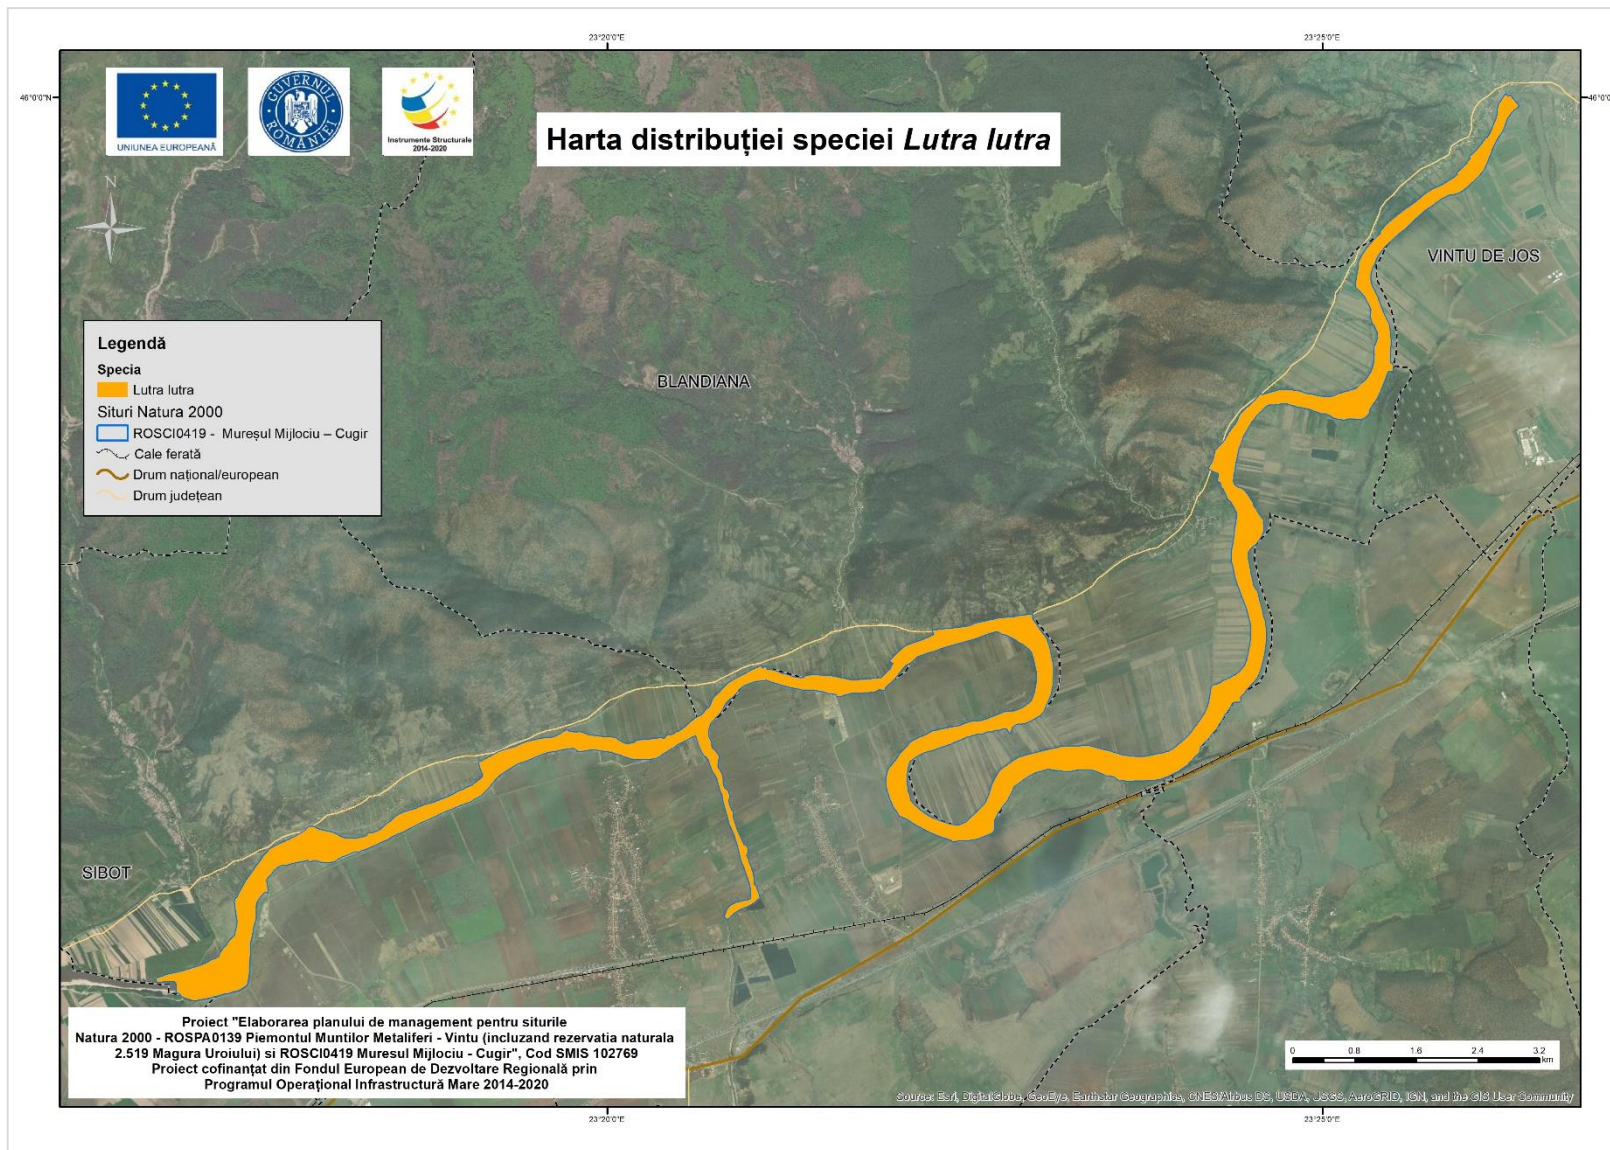 23°20'0"E
23°25'0"E
46°0'0"N
46°0'0"
UNIUNEA EUROPEANĂ
GUVERNUL ROMÂNIEI
Instrumente Structurale
2014-2020
Harta distribuției speciei Lutra lutra
N
VINTU DE JOS
BLANDIANA
SIBOT
Legendă
Specia
Lutra lutra
Situri Natura 2000
ROSCI0419 - Mureșul Mijlociu – Cugir
Cale ferată
Drum național/european
Drum județean
Proiect "Elaborarea planului de management pentru siturile
Natura 2000 - ROSPA0139 Piemontul Muntilor Metaliferi - Vintu (incluzand rezervatia naturala
2.519 Magura Uroiului) si ROSCI0419 Muresul Mijlociu - Cugir", Cod SMIS 102769
Proiect cofinanțat din Fondul European de Dezvoltare Regională prin
Programul Operațional Infrastructură Mare 2014-2020
0 0.8 1.6 2.4 3.2
km
Source: Esri, DigitalGlobe, GeoEye, Earthstar Geographics, CNES/Airbus DS, USDA, USGS, AeroGRID, IGN, and the GIS User Community
23°20'0"E
23°25'0"E